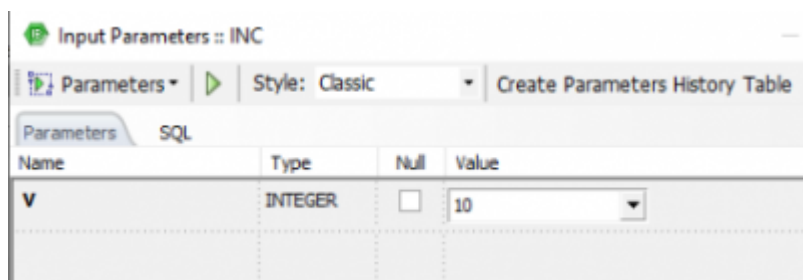 Input Parameters :: INC
Parameters Style: Classic Create Parameters History Table
Parameters SQL
Name Type Null Value
V INTEGER 10